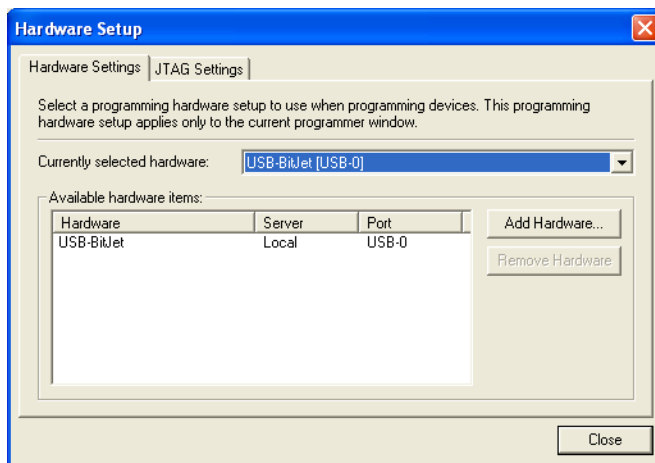 Hardware Setup
Hardware Settings JTAG Settings
Select a programming hardware setup to use when programming devices. This programming
hardware setup applies only to the current programmer window.
Currently selected hardware: USB-BitJet [USB-0]
Available hardware items:
Hardware Server Port
USB-BitJet Local USB-0
Add Hardware...
Remove Hardware
Close